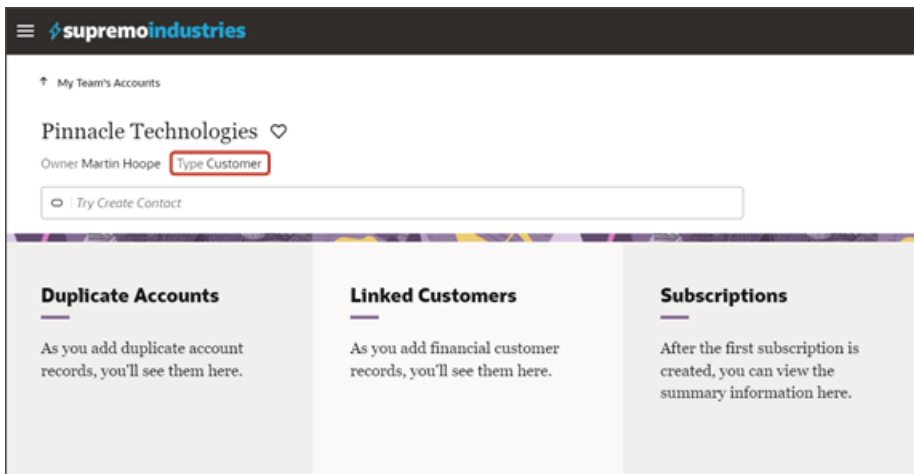 supremoindustries
My Team's Accounts
Pinnacle Technologies
Owner Martin Hoope Type Customer
Try Create Contact
Duplicate Accounts
As you add duplicate account
records, you'll see them here.
Linked Customers
As you add financial customer
records, you'll see them here.
Subscriptions
After the first subscription is
created, you can view the
summary information here.